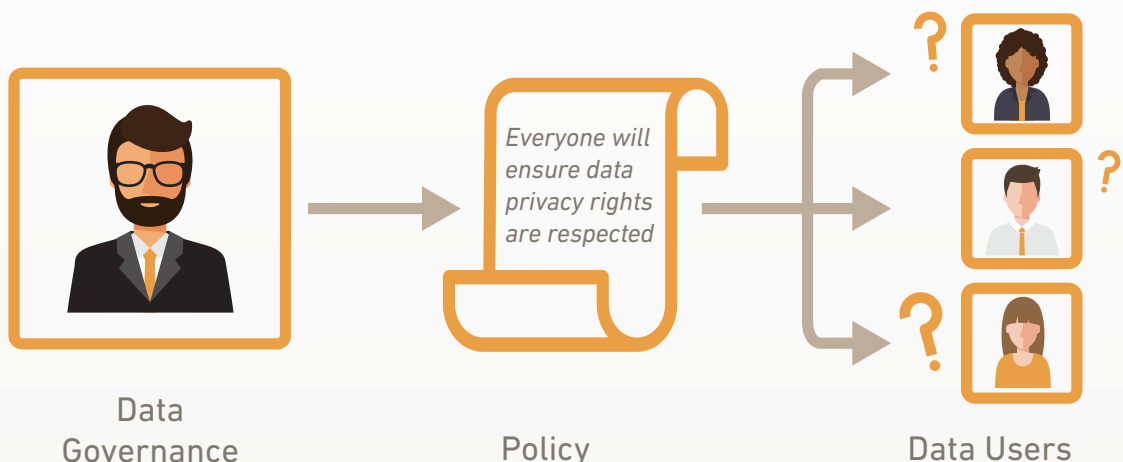 Everyone will
ensure data
privacy rights
are respected
?
?
?
Data
Governance
Policy
Data Users